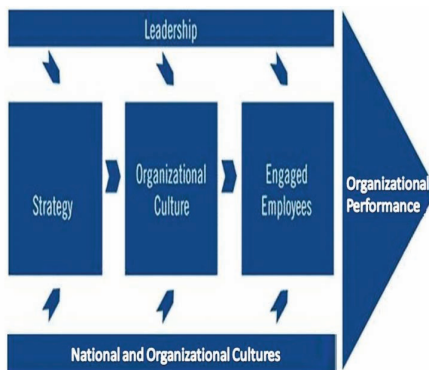 Leadership
Strategy
Organizational
Culture
Engaged
Employees
Organizational
Performance
National and Organizational Cultures